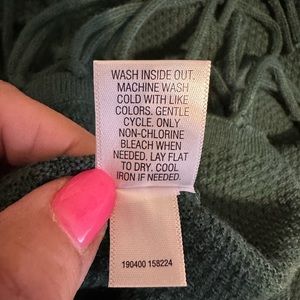 WASH INSIDE OUT.
MACHINE WASH
COLD WITH LIKE
COLORS. GENTLE
CYCLE. ONLY
NON-CHLORINE
BLEACH WHEN
NEEDED. LAY FLAT
TO DRY. COOL
IRON IF NEEDED.
190400 158224